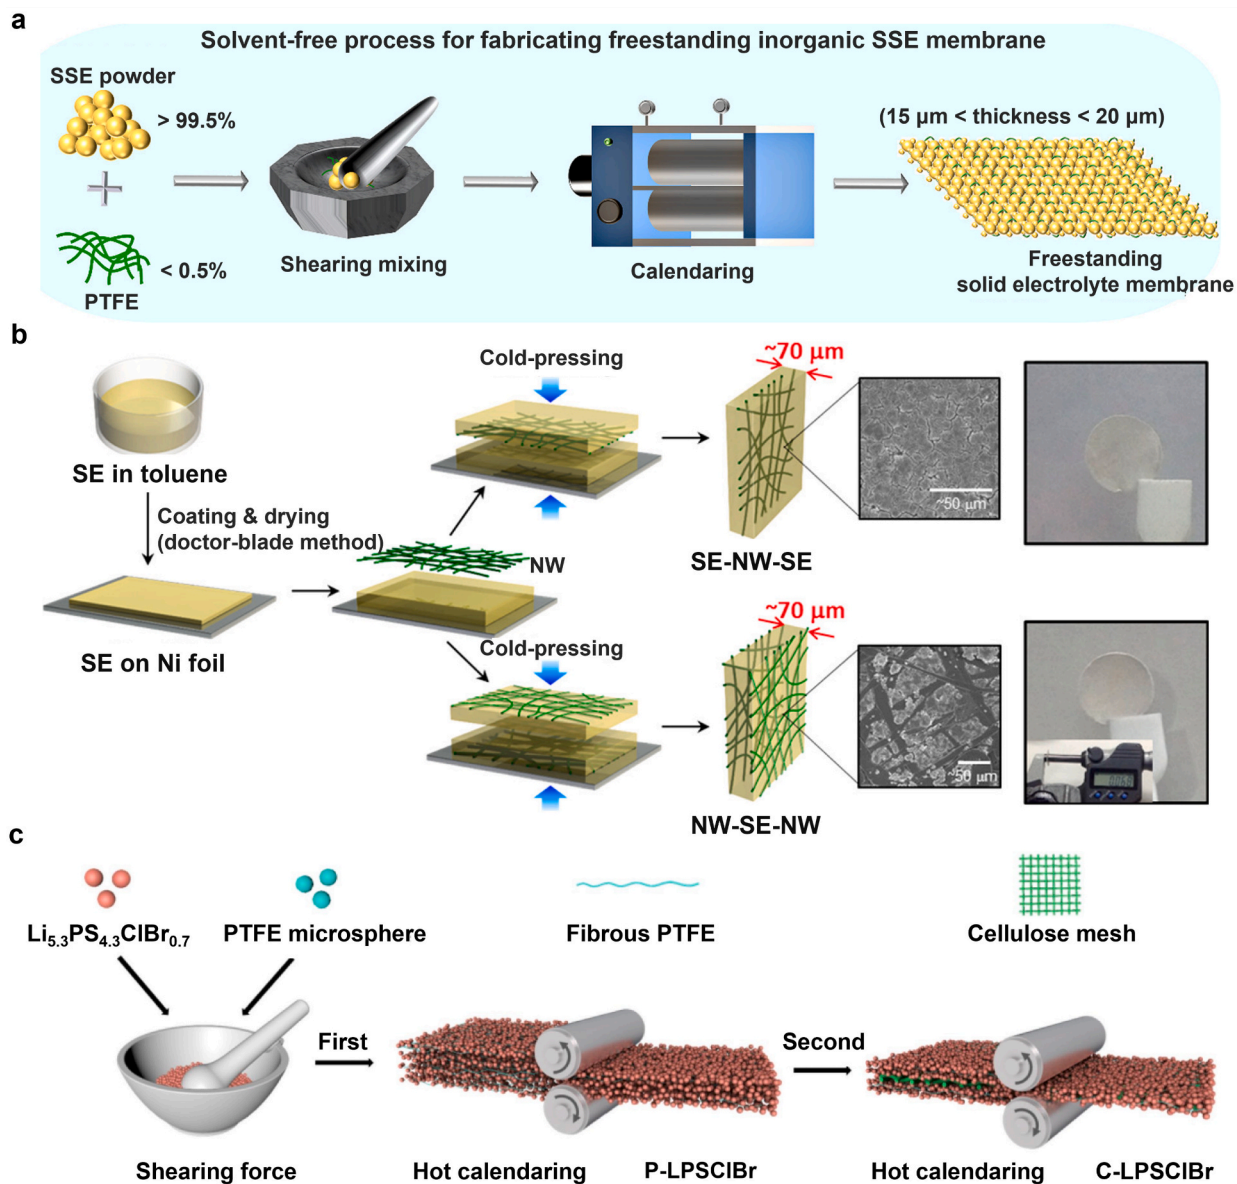 a
Solvent-free process for fabricating freestanding inorganic SSE membrane
SSE powder
> 99.5%
PTFE
< 0.5%
Shearing mixing
Calendaring
(15 μm < thickness < 20 μm)
Freestanding
solid electrolyte membrane
b
SE in toluene
Coating & drying
(doctor-blade method)
SE on Ni foil
NW
Cold-pressing
~70 μm
SE-NW-SE
~50 μm
Cold-pressing
~70 μm
NW-SE-NW
~50 μm
c
Li5.3PS4.3ClBr0.7
PTFE microsphere
Fibrous PTFE
Cellulose mesh
First
Second
Shearing force
Hot calendaring
P-LPSClBr
Hot calendaring
C-LPSClBr